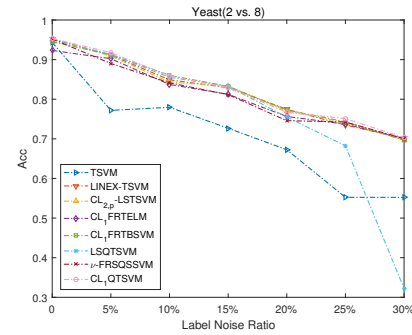 Yeast(2 vs. 8)
1
0.9
0.8
0.7
0.6
0.5
0.4
0.3
Acc
TSVM
LINEX-TSVM
CL2,p-LSTSVM
CL1FRTELM
CL1FRTBSVM
LSQTSVM
ν-FRSQSSVM
CL1QTSVM
0 5% 10% 15% 20% 25% 30%
Label Noise Ratio